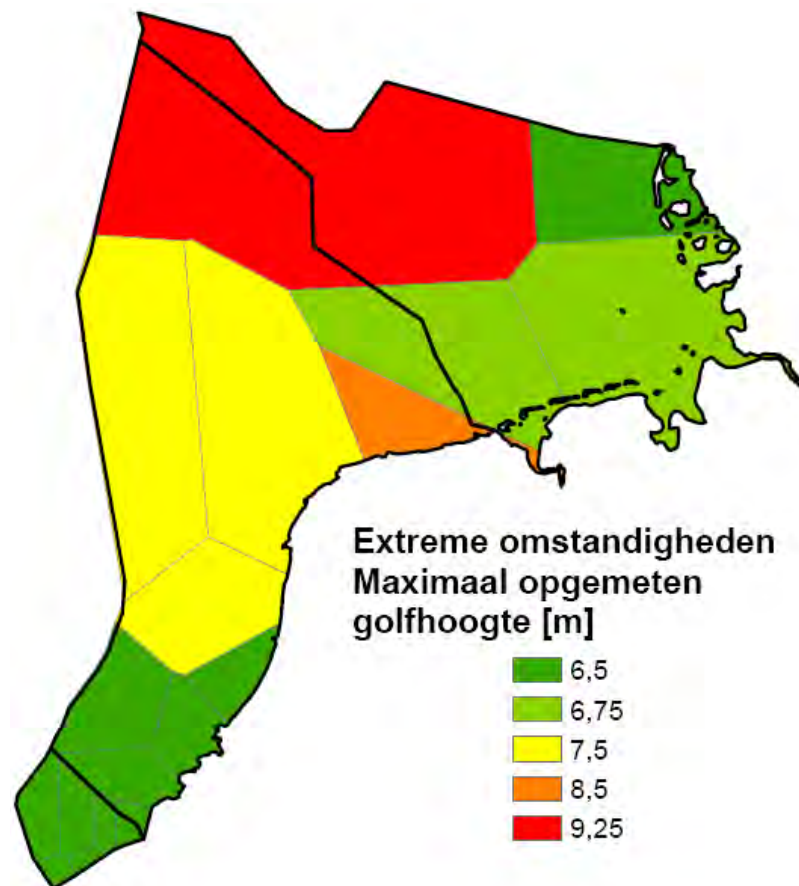 Extreme omstandigheden
Maximaal opgemeten
golfhoogte [m]
6,5
6,75
7,5
8,5
9,25